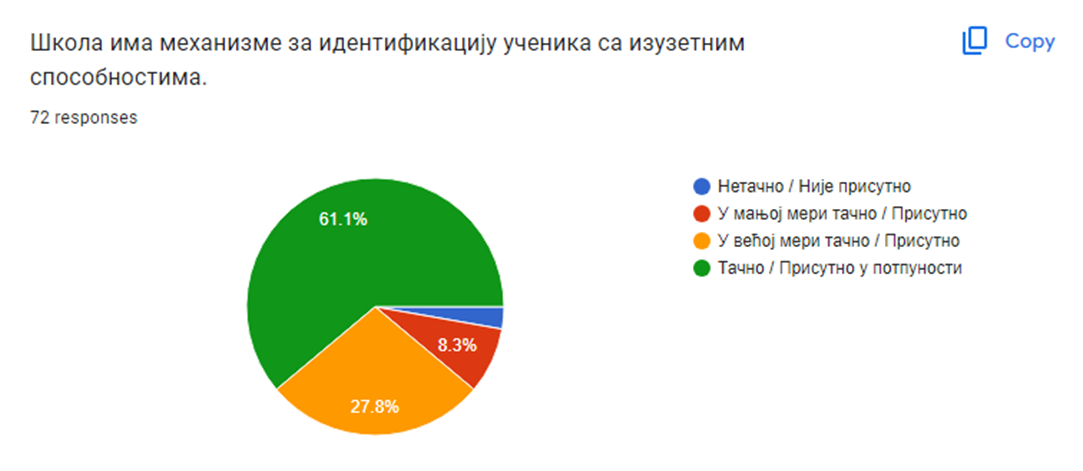 Школа има механизме за идентификацију ученика са изузетним
способностима.
Copy
72 responses
61.1%
8.3%
27.8%
Нетачно / Није присутно
У мањој мери тачно / Присутно
У већој мери тачно / Присутно
Тачно / Присутно у потпуности